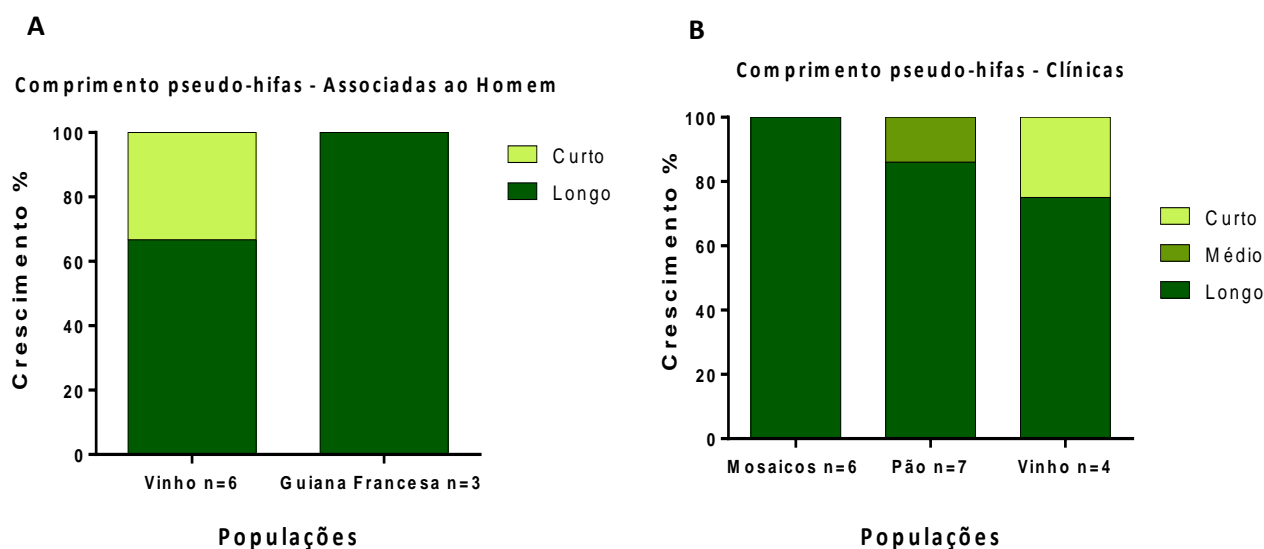 A
Comprimento pseudo-hifas - Associadas ao Homem
Crescimento %
100
80
60
40
20
0
Vinho n=6
Guiana Francesa n=3
Populações
Curto
Longo
B
Comprimento pseudo-hifas - Clínicas
Crescimento %
100
80
60
40
20
0
Mosaicos n=6
Pão n=7
Vinho n=4
Populações
Curto
Médio
Longo